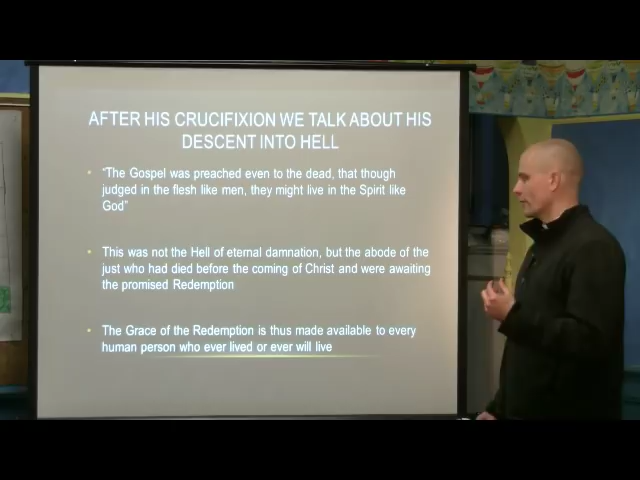 AFTER HIS CRUCIFIXION WE TALK ABOUT HIS
DESCENT INTO HELL
• “The Gospel was preached even to the dead, that though
judged in the flesh like men, they might live in the Spirit like
God”
• This was not the Hell of eternal damnation, but the abode of the
just who had died before the coming of Christ and were awaiting
the promised Redemption
• The Grace of the Redemption is thus made available to every
human person who ever lived or ever will live